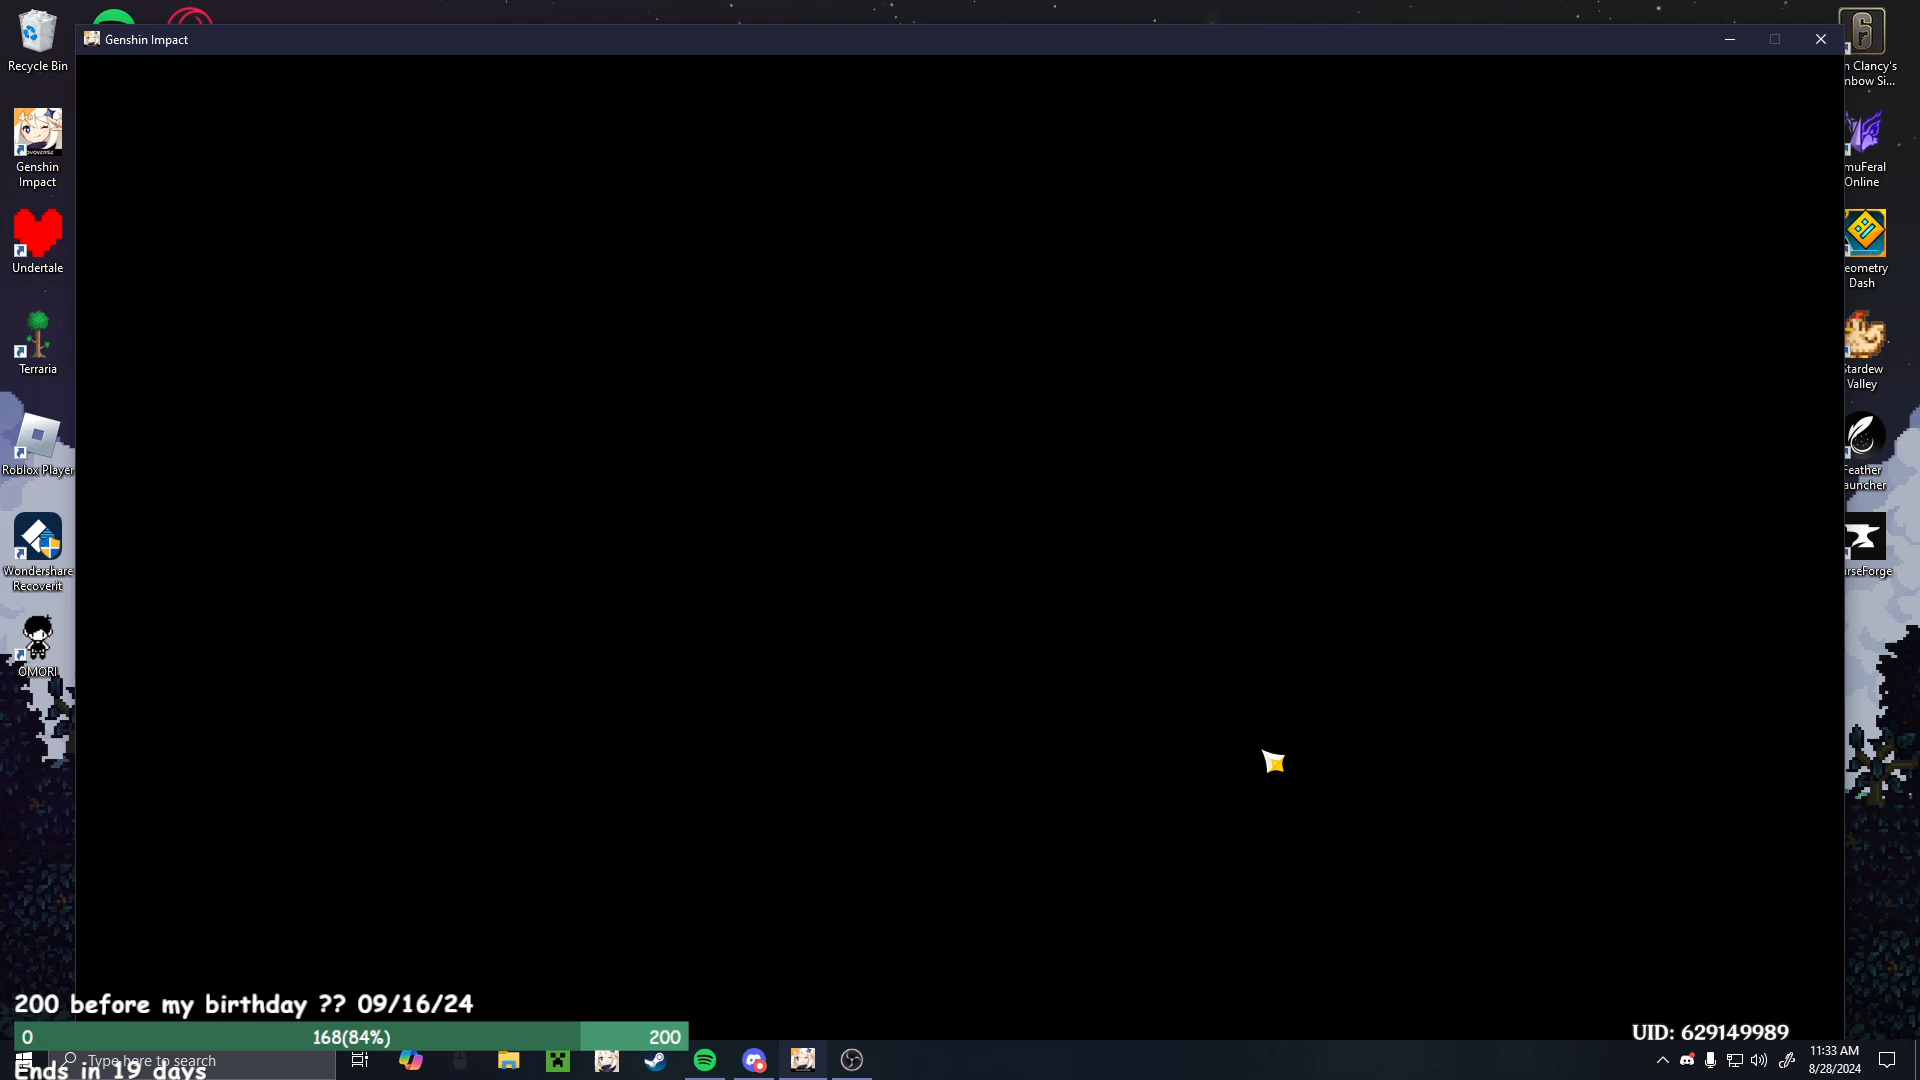 Genshin Impact
Recycle Bin
Genshin
Impact
Undertale
Terraria
Roblox Player
Wondershare
Recoverit
OMORI
Clancy's
nbow Si...
muFeral
Online
eometry
Dash
Stardew
Valley
Feather
auncher
rseForge
200 before my birthday ?? 09/16/24
0 168(84%) 200
Ends in 19 days
Type here to search
UID: 629149989
11:33 AM
8/28/2024